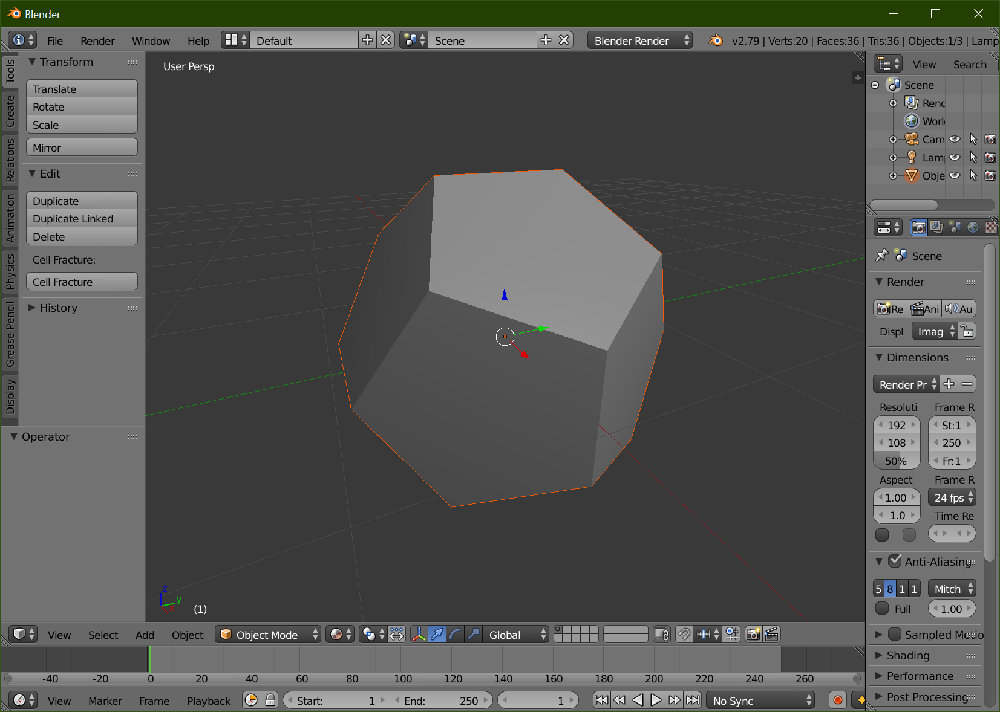 Blender
File Render Window Help Default Scene Blender Render v2.79 | Verts:20 | Faces:36 | Tris:36 | Objects:1/3 | Lamp
Tools
Create
Relations
Animation
Physics
Grease Pencil
Display
Transform
Translate
Rotate
Scale
Mirror
Edit
Duplicate
Duplicate Linked
Delete
Cell Fracture:
Cell Fracture
History
Operator
User Persp
z
y
x
(1)
View Search
Scene
Renc
Worl
Cam
Lam
Obje
Scene
Render
Re Ani Au
Displ Imag
Dimensions
Render Pr
Resoluti Frame R
192 St:1
108 250
50% Fr:1
Aspect Frame R
1.00 24 fps
1.0 Time Re
Anti-Aliasing
5 8 1 1 Mitch
Full 1.00
Sampled Motio
Shading
Performance
Post Processing
View Select Add Object Object Mode Global
-40 -20 0 20 40 60 80 100 120 140 160 180 200 220 240 260
View Marker Frame Playback Start: 1 End: 250 1 No Sync